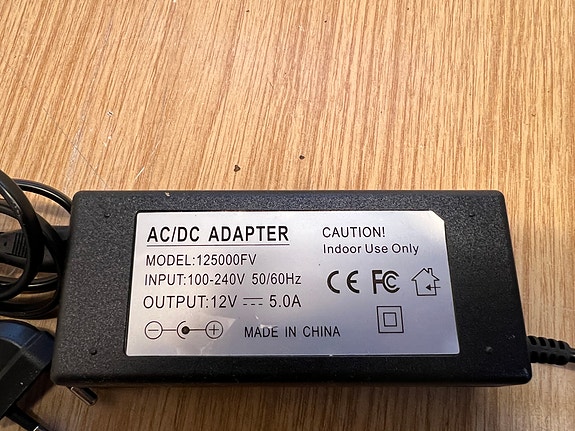 AC/DC ADAPTER
MODEL:125000FV
INPUT:100-240V 50/60Hz
OUTPUT:12V ⎓ 5.0A
MADE IN CHINA
CAUTION!
Indoor Use Only
CE FC